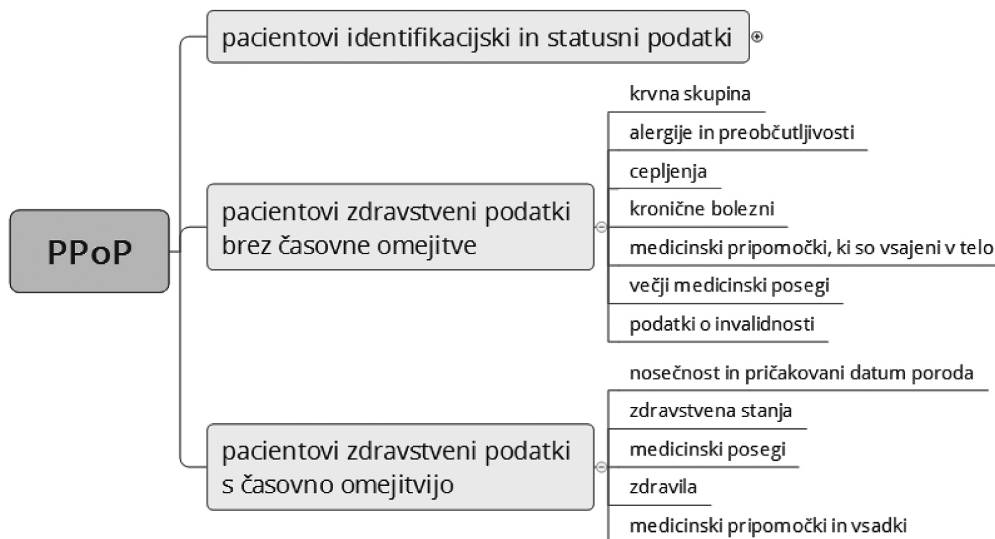 PPoP
pacientovi identifikacijski in statusni podatki
pacientovi zdravstveni podatki
brez časovne omejitve
krvna skupina
alergije in preobčutljivosti
cepljenja
kronične bolezni
medicinski pripomočki, ki so vsajeni v telo
večji medicinski posegi
podatki o invalidnosti
pacientovi zdravstveni podatki
s časovno omejitvijo
nosečnost in pričakovani datum poroda
zdravstvena stanja
medicinski posegi
zdravila
medicinski pripomočki in vsadki